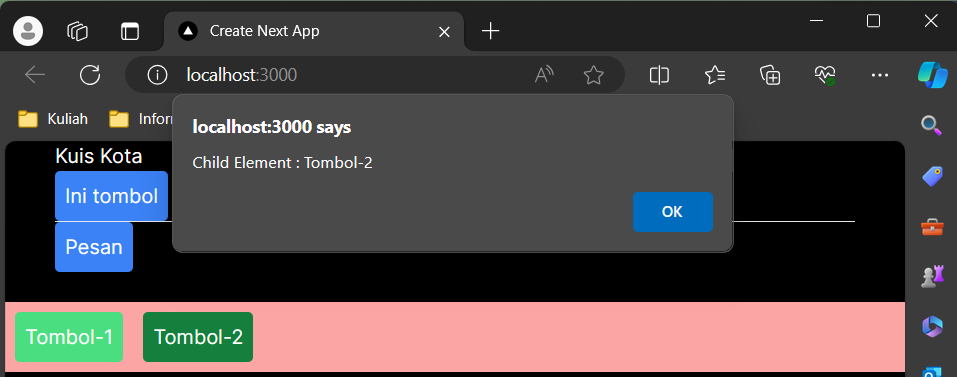 Create Next App
localhost:3000
Kuliah
Infor
localhost:3000 says
Child Element : Tombol-2
OK
Kuis Kota
Ini tombol
Pesan
Tombol-1
Tombol-2